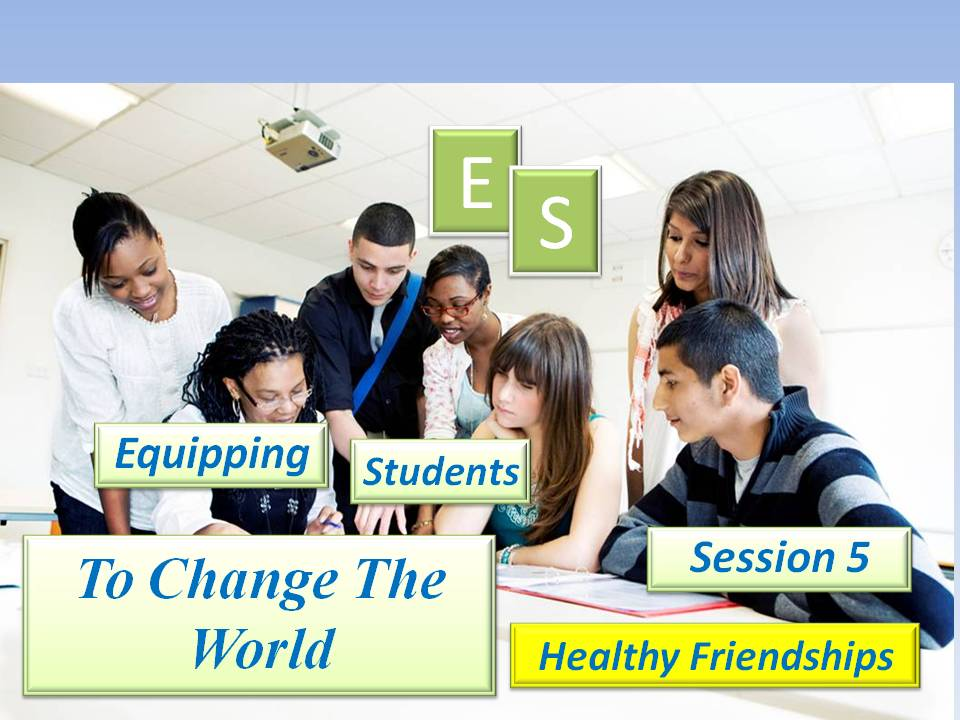 E
S
Equipping
Students
To Change The
World
Session 5
Healthy Friendships